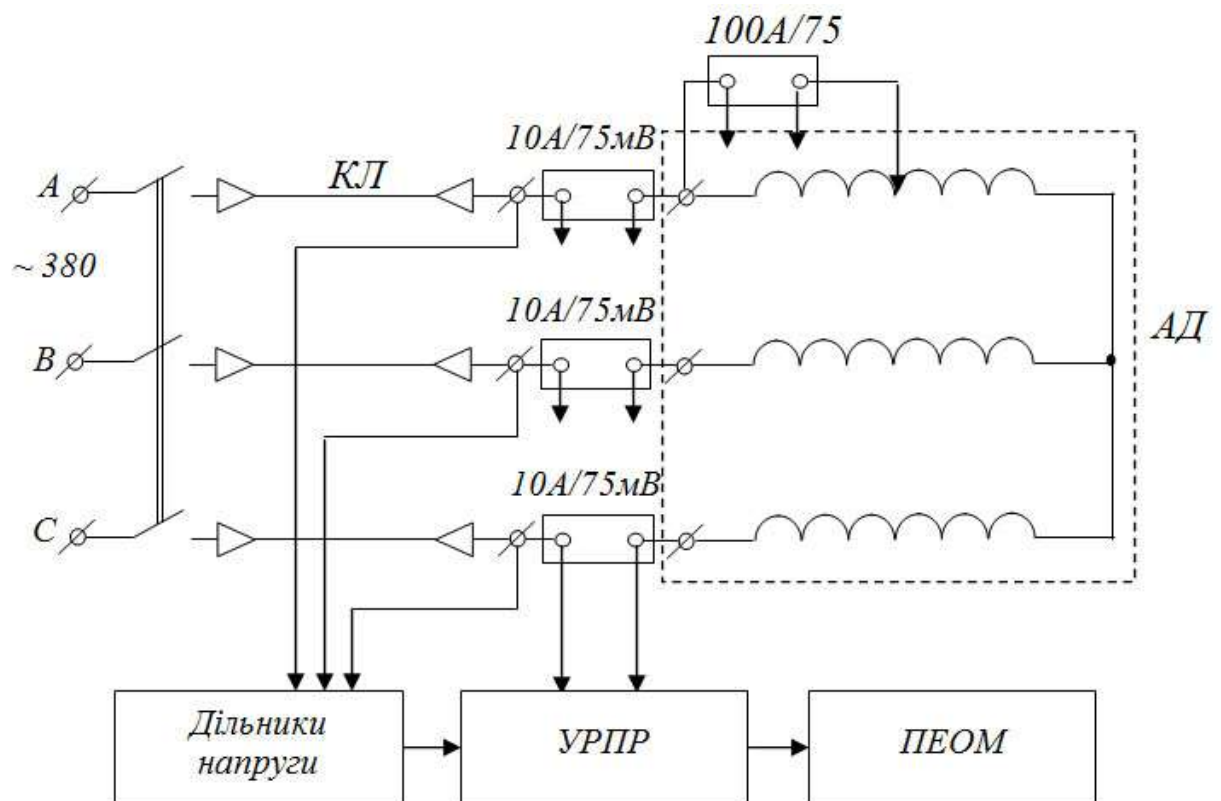 100А/75
10А/75мВ
А
КЛ
~ 380
10А/75мВ
В
АД
10А/75мВ
С
Дільники
напруги
УРПР
ПЕОМ